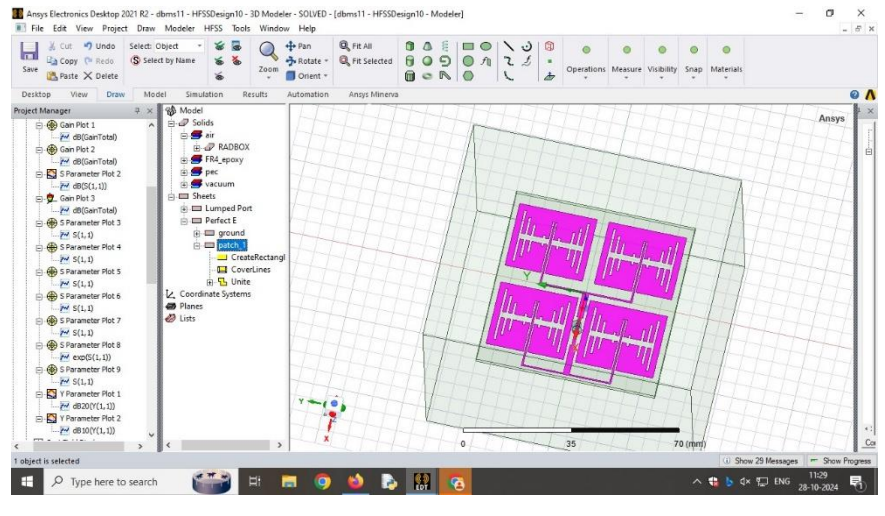 Ansys Electronics Desktop 2021 R2 - dbms11 - HFSSDesign10 - 3D Modeler - SOLVED - [dbms11 - HFSSDesign10 - Modeler]
File Edit View Project Draw Modeler HFSS Tools Window Help
Save
Cut Undo Select: Object
Copy Redo Select by Name
Paste Delete
Zoom
Pan Fit All
Rotate Fit Selected
Orient
Operations Measure Visibility Snap Materials
Desktop View Draw Model Simulation Results Automation Ansys Minerva
Project Manager
Gain Plot 1
dB(GainTotal)
Gain Plot 2
dB(GainTotal)
S Parameter Plot 2
dB(S(1,1))
Gain Plot 3
dB(GainTotal)
S Parameter Plot 3
S(1,1)
S Parameter Plot 4
S(1,1)
S Parameter Plot 5
S(1,1)
S Parameter Plot 6
S(1,1)
S Parameter Plot 7
S(1,1)
S Parameter Plot 8
exp(S(1,1))
S Parameter Plot 9
S(1,1)
Y Parameter Plot 1
dB20(Y(1,1))
Y Parameter Plot 2
dB10(Y(1,1))
Model
Solids
air
RADBOX
FR4_epoxy
pec
vacuum
Sheets
Lumped Port
Perfect E
ground
patch_1
CreateRectangl
CoverLines
Unite
Coordinate Systems
Planes
Lists
Ansys
Y
Y
X
0 35 70 (mm)
Co
1 object is selected
Show 29 Messages Show Progress
Type here to search
EDT
ENG
11:29
28-10-2024